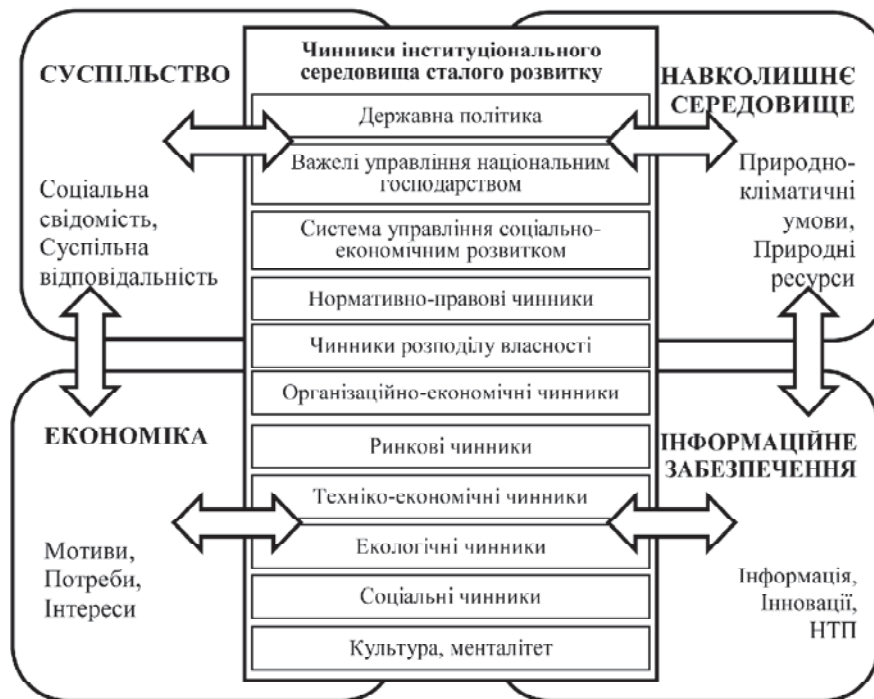 СУСПІЛЬСТВО
Соціальна
свідомість,
Суспільна
відповідальність
Чинники інституціонального
середовища сталого розвитку
Державна політика
Важелі управління національним
господарством
Система управління соціально-
економічним розвитком
Нормативно-правові чинники
Чинники розподілу власності
Організаційно-економічні чинники
Ринкові чинники
Техніко-економічні чинники
Екологічні чинники
Соціальні чинники
Культура, менталітет
НАВКОЛИШНЄ
СЕРЕДОВИЩЕ
Природно-
кліматичні
умови,
Природні
ресурси
ЕКОНОМІКА
Мотиви,
Потреби,
Інтереси
ІНФОРМАЦІЙНЕ
ЗАБЕЗПЕЧЕННЯ
Інформація,
Інновації,
НТП